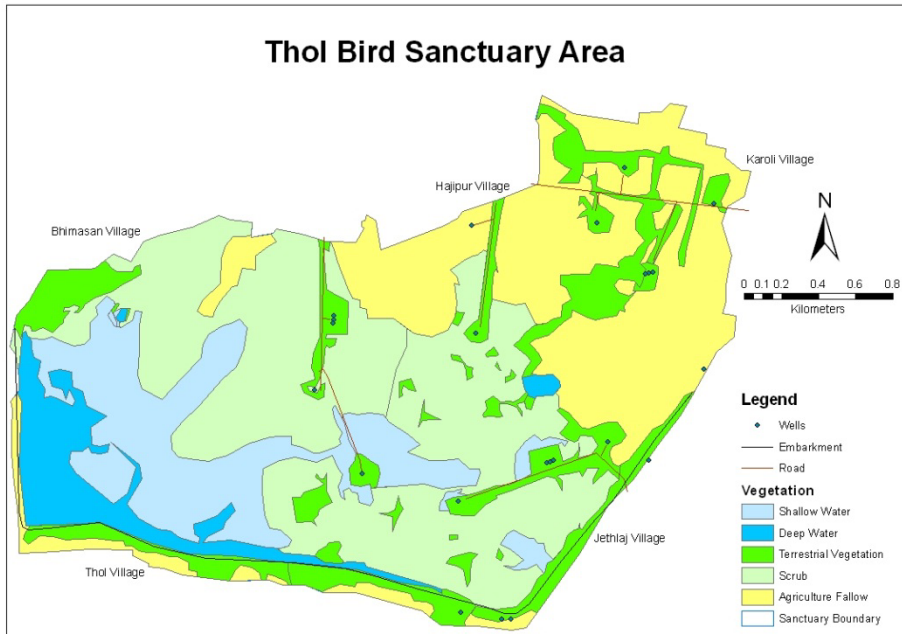 Thol Bird Sanctuary Area
Karoli Village
Hajipur Village
Bhimasan Village
N
0 0.1 0.2 0.4 0.6 0.8
Kilometers
Legend
Wells
Embarkment
Road
Vegetation
Shallow Water
Deep Water
Terrestrial Vegetation
Scrub
Agriculture Fallow
Sanctuary Boundary
Jethlaj Village
Thol Village